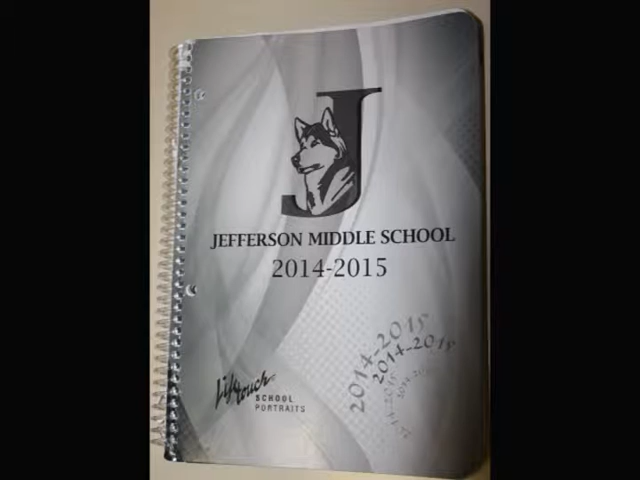 J
JEFFERSON MIDDLE SCHOOL
2014-2015
2014-2015
2014-2015
Lifetouch
SCHOOL
PORTRAITS